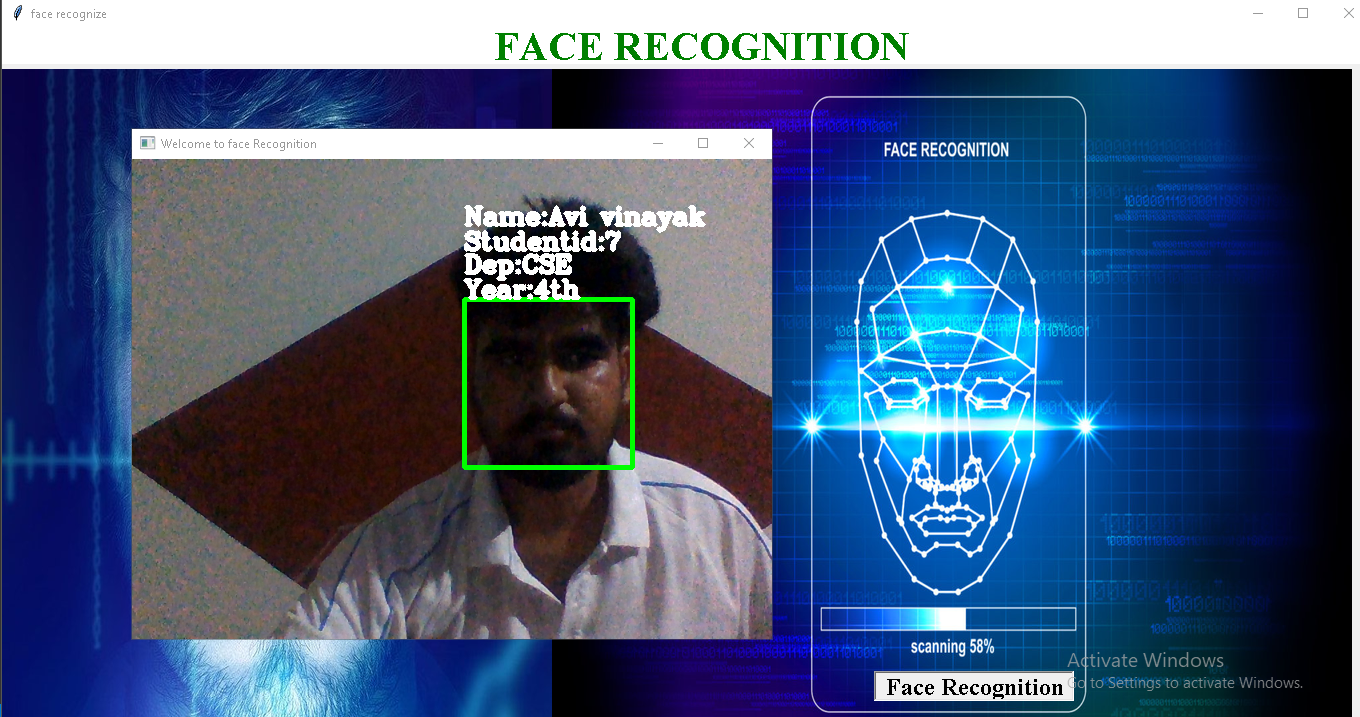 face recognize
FACE RECOGNITION
Welcome to face Recognition
Name:Avi vinayak
Studentid:7
Dep:CSE
Year:4th
FACE RECOGNITION
scanning 58%
Face Recognition
Activate Windows
Go to Settings to activate Windows.